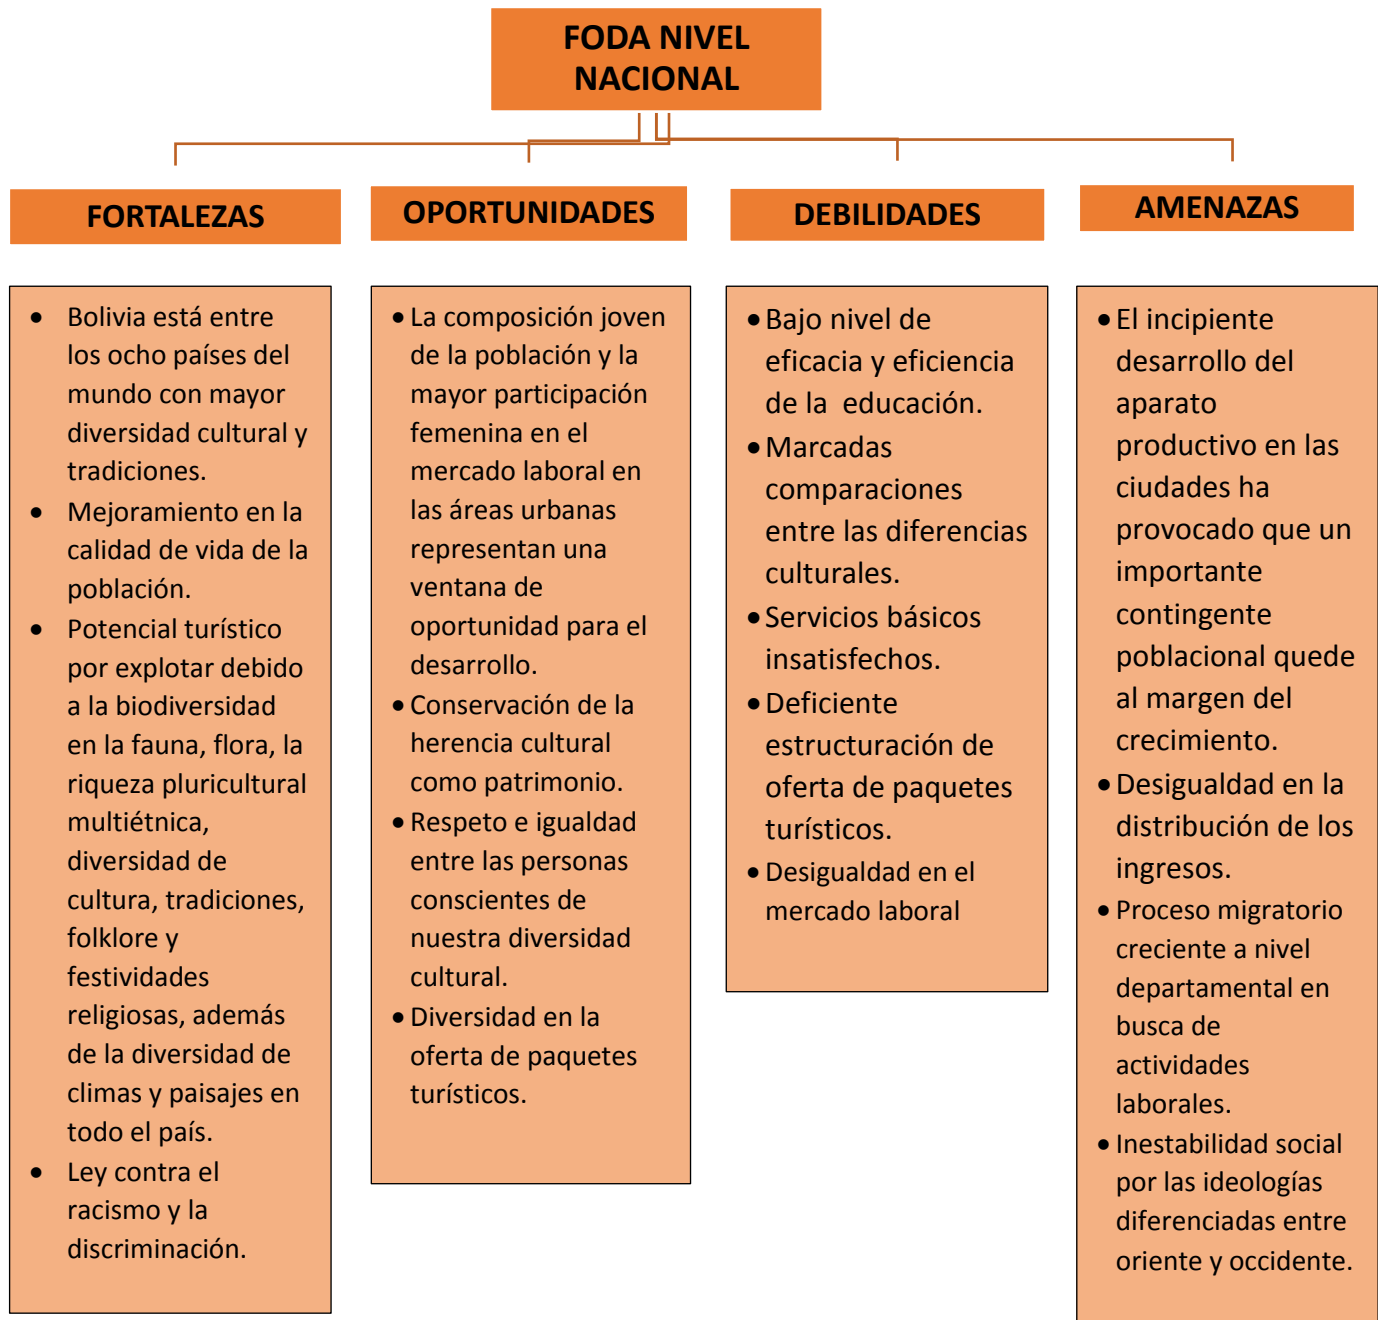 FODA NIVEL
NACIONAL
FORTALEZAS
• Bolivia está entre
los ocho países del
mundo con mayor
diversidad cultural y
tradiciones.
• Mejoramiento en la
calidad de vida de la
población.
• Potencial turístico
por explotar debido
a la biodiversidad
en la fauna, flora, la
riqueza pluricultural
multiétnica,
diversidad de
cultura, tradiciones,
folklore y
festividades
religiosas, además
de la diversidad de
climas y paisajes en
todo el país.
• Ley contra el
racismo y la
discriminación.
OPORTUNIDADES
• La composición joven
de la población y la
mayor participación
femenina en el
mercado laboral en
las áreas urbanas
representan una
ventana de
oportunidad para el
desarrollo.
• Conservación de la
herencia cultural
como patrimonio.
• Respeto e igualdad
entre las personas
conscientes de
nuestra diversidad
cultural.
• Diversidad en la
oferta de paquetes
turísticos.
DEBILIDADES
• Bajo nivel de
eficacia y eficiencia
de la  educación.
• Marcadas
comparaciones
entre las diferencias
culturales.
• Servicios básicos
insatisfechos.
• Deficiente
estructuración de
oferta de paquetes
turísticos.
• Desigualdad en el
mercado laboral
AMENAZAS
• El incipiente
desarrollo del
aparato
productivo en las
ciudades ha
provocado que un
importante
contingente
poblacional quede
al margen del
crecimiento.
• Desigualdad en la
distribución de los
ingresos.
• Proceso migratorio
creciente a nivel
departamental en
busca de
actividades
laborales.
• Inestabilidad social
por las ideologías
diferenciadas entre
oriente y occidente.